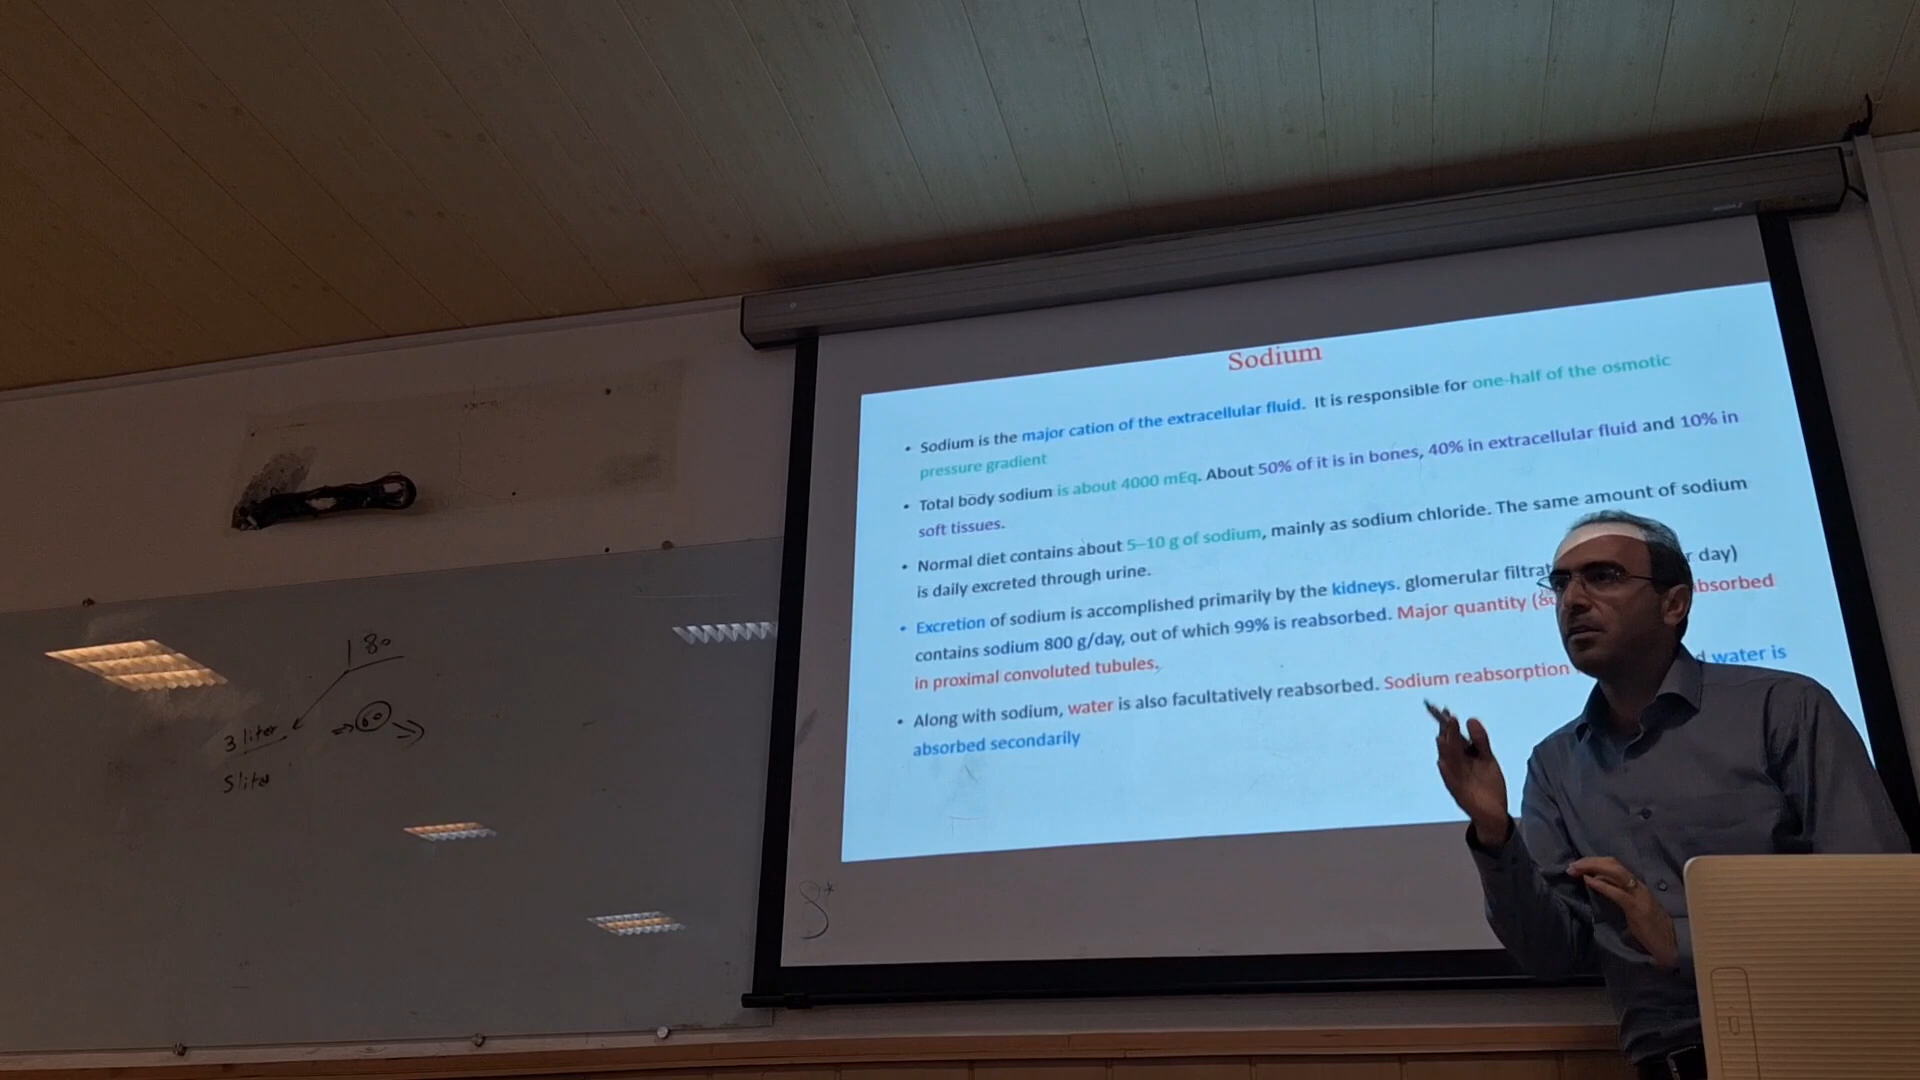 Sodium
• Sodium is the major cation of the extracellular fluid. It is responsible for one-half of the osmotic
pressure gradient
• Total body sodium is about 4000 mEq. About 50% of it is in bones, 40% in extracellular fluid and 10% in
soft tissues.
• Normal diet contains about 5–10 g of sodium, mainly as sodium chloride. The same amount of sodium
is daily excreted through urine.
• Excretion of sodium is accomplished primarily by the kidneys. glomerular day)
contains sodium 800 g/day, out of which 99% is reabsorbed. Major quantity
in proximal convoluted tubules.
• Along with sodium, water is also facultatively reabsorbed. Sodium reabsorption water is
absorbed secondarily
180
3 liter
60
5 liter